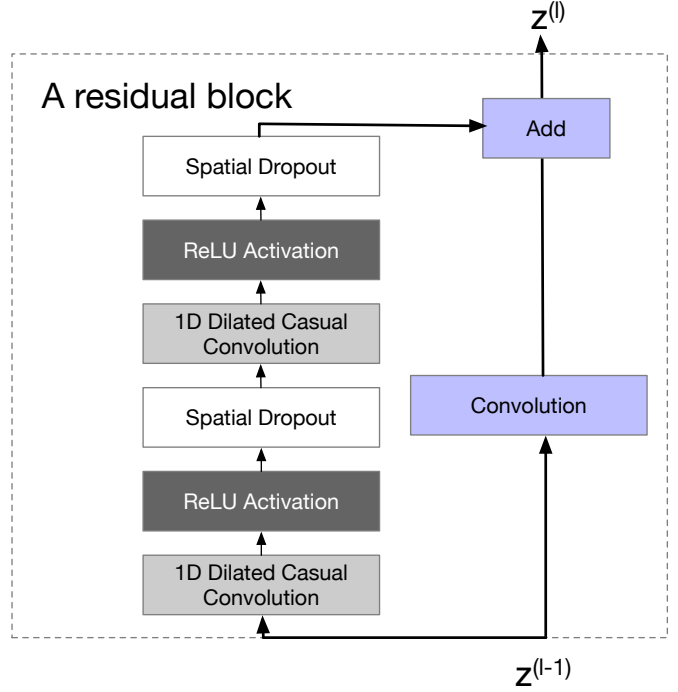 z(l)
A residual block
Add
Spatial Dropout
ReLU Activation
1D Dilated Casual
Convolution
Convolution
Spatial Dropout
ReLU Activation
1D Dilated Casual
Convolution
z(l-1)